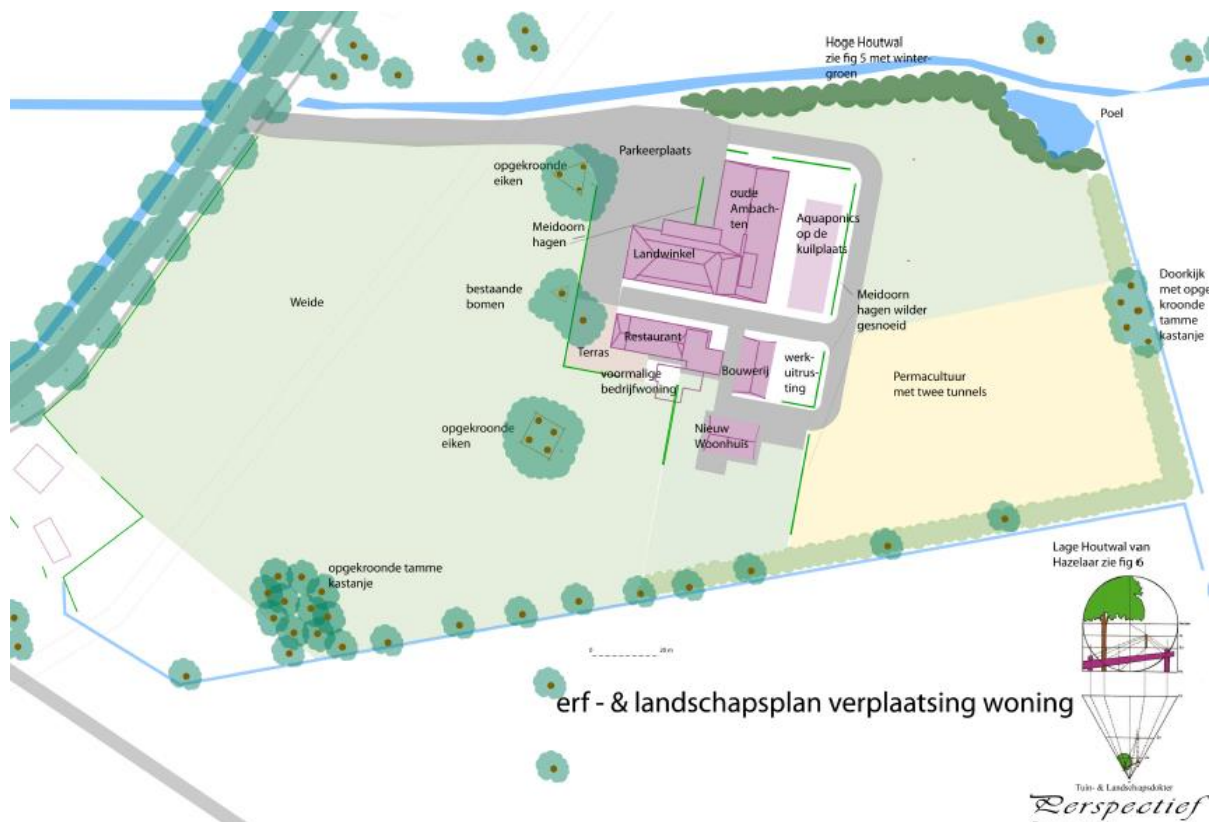 Hoge Houtwal
zie fig 5 met winter-
groen
Poel
Parkeerplaats
opgekroonde
eiken
oude
Ambach-
ten
Aquaponics
op de
kuilplaats
Meidoorn
hagen
Landwinkel
Doorkijk
met opge
kroonde
tamme
kastanje
Weide
bestaande
bomen
Meidoorn
hagen wilder
gesnoeid
Restaurant
Terras
voormalige
bedrijfwoning
Bouwerij
werk-
uitrus-
ting
Permacultuur
met twee tunnels
opgekroonde
eiken
Nieuw
Woonhuis
opgekroonde tamme
kastanje
Lage Houtwal van
Hazelaar zie fig 6
0 20 m
erf - & landschapsplan verplaatsing woning
Tuin- & Landschapsdokter
Perspectief